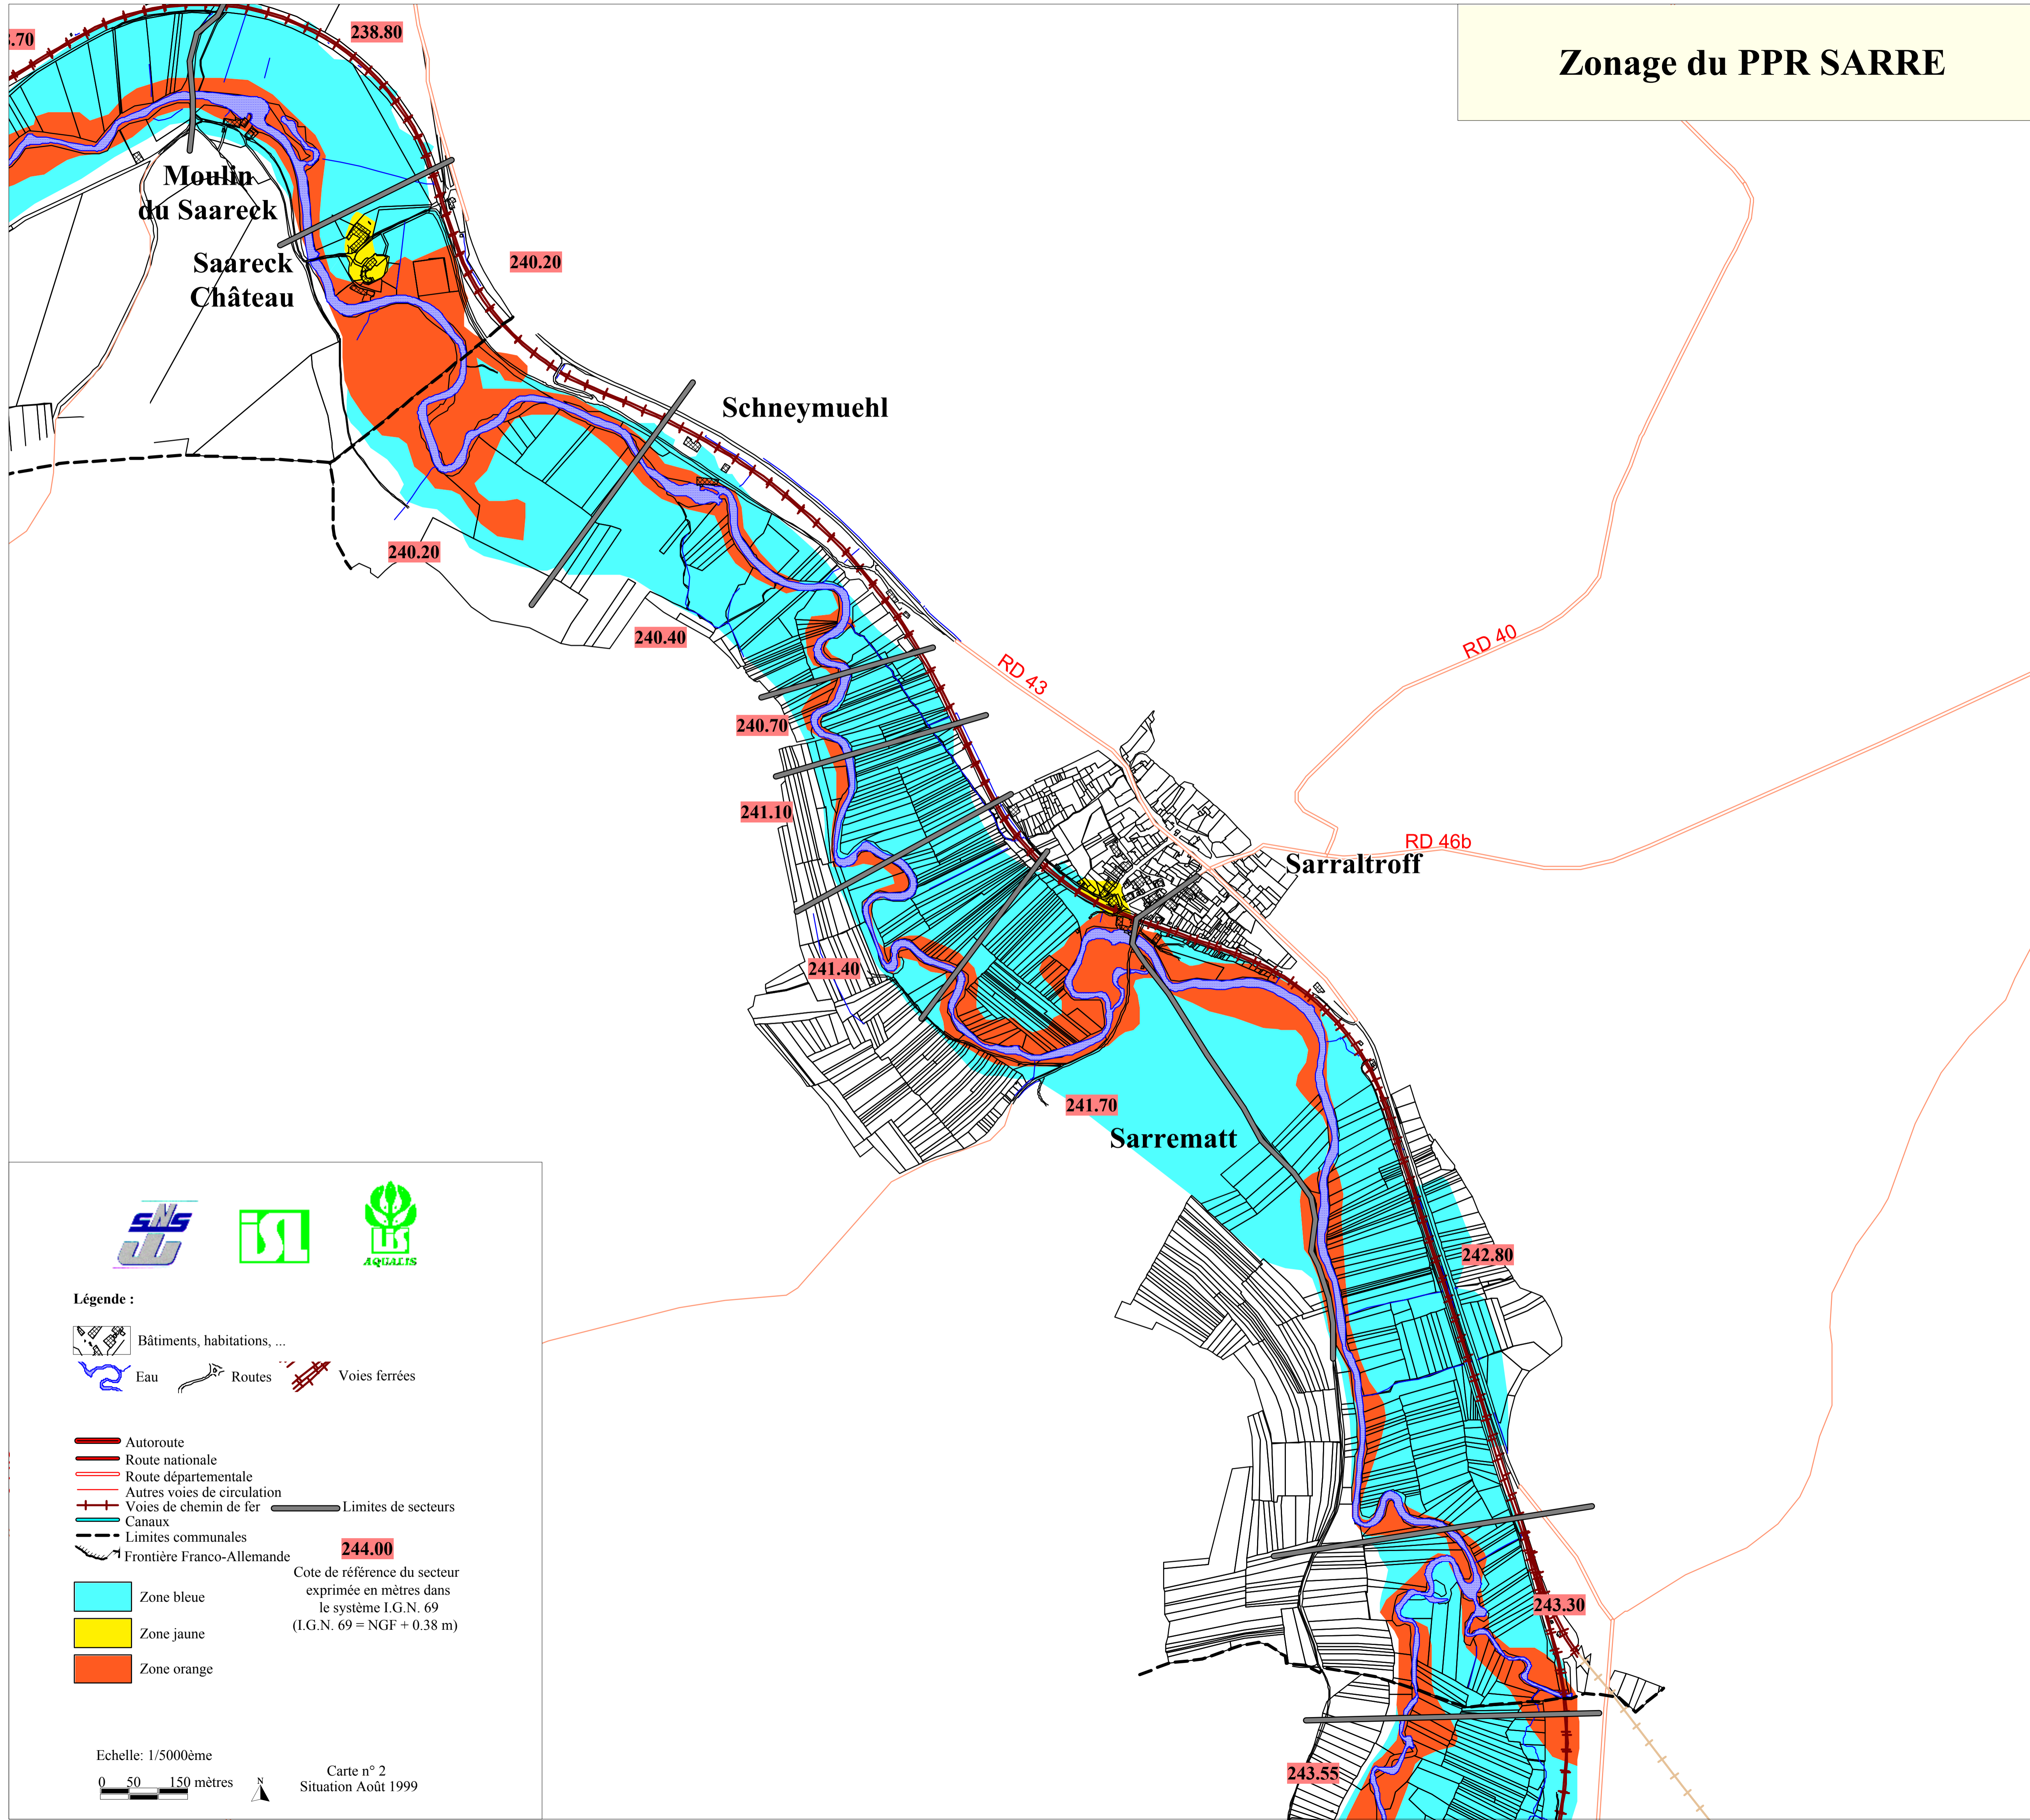 Zonage du PPR SARRE
238.80
Moulin
du Saareck
Saareck
Château
240.20
Schneymuehl
240.20
240.40
RD 43
RD 40
240.70
241.10
RD 46b
Sarraltroff
241.40
241.70
Sarrematt
242.80
243.30
243.55
SNS
ISL
LIS
AQUALIS
Légende :
Bâtiments, habitations, ...
Eau
Routes
Voies ferrées
Autoroute
Route nationale
Route départementale
Autres voies de circulation
Voies de chemin de fer
Limites de secteurs
Canaux
Limites communales
Frontière Franco-Allemande
244.00
Cote de référence du secteur
exprimée en mètres dans
le système I.G.N. 69
(I.G.N. 69 = NGF + 0.38 m)
Zone bleue
Zone jaune
Zone orange
Echelle: 1/5000ème
0 50 150 mètres
N
Carte n° 2
Situation Août 1999